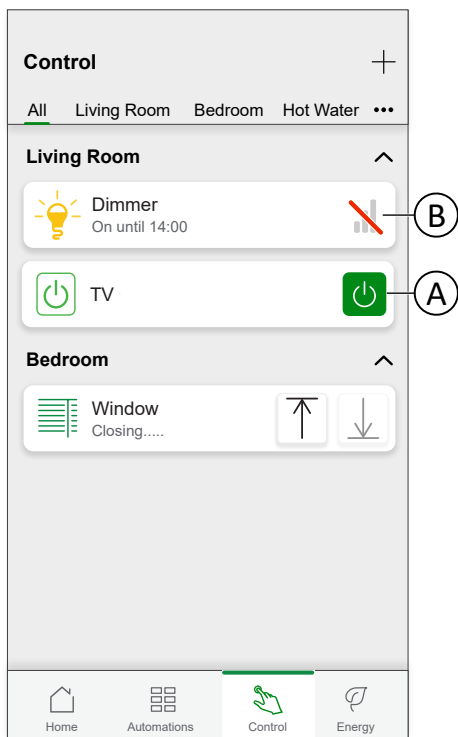 Control
All Living Room Bedroom Hot Water •••
Living Room
Dimmer
On until 14:00
B
TV
A
Bedroom
Window
Closing.....
Home Automations Control Energy